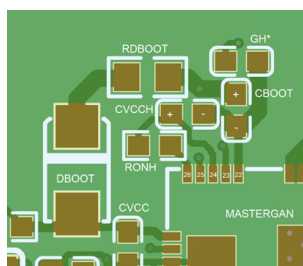 GH*
RDBOOT
CBOOT
+
CVCCH
+ -
-
RONH
26 25 24 23 22
DBOOT
CVCC
MASTERGAN